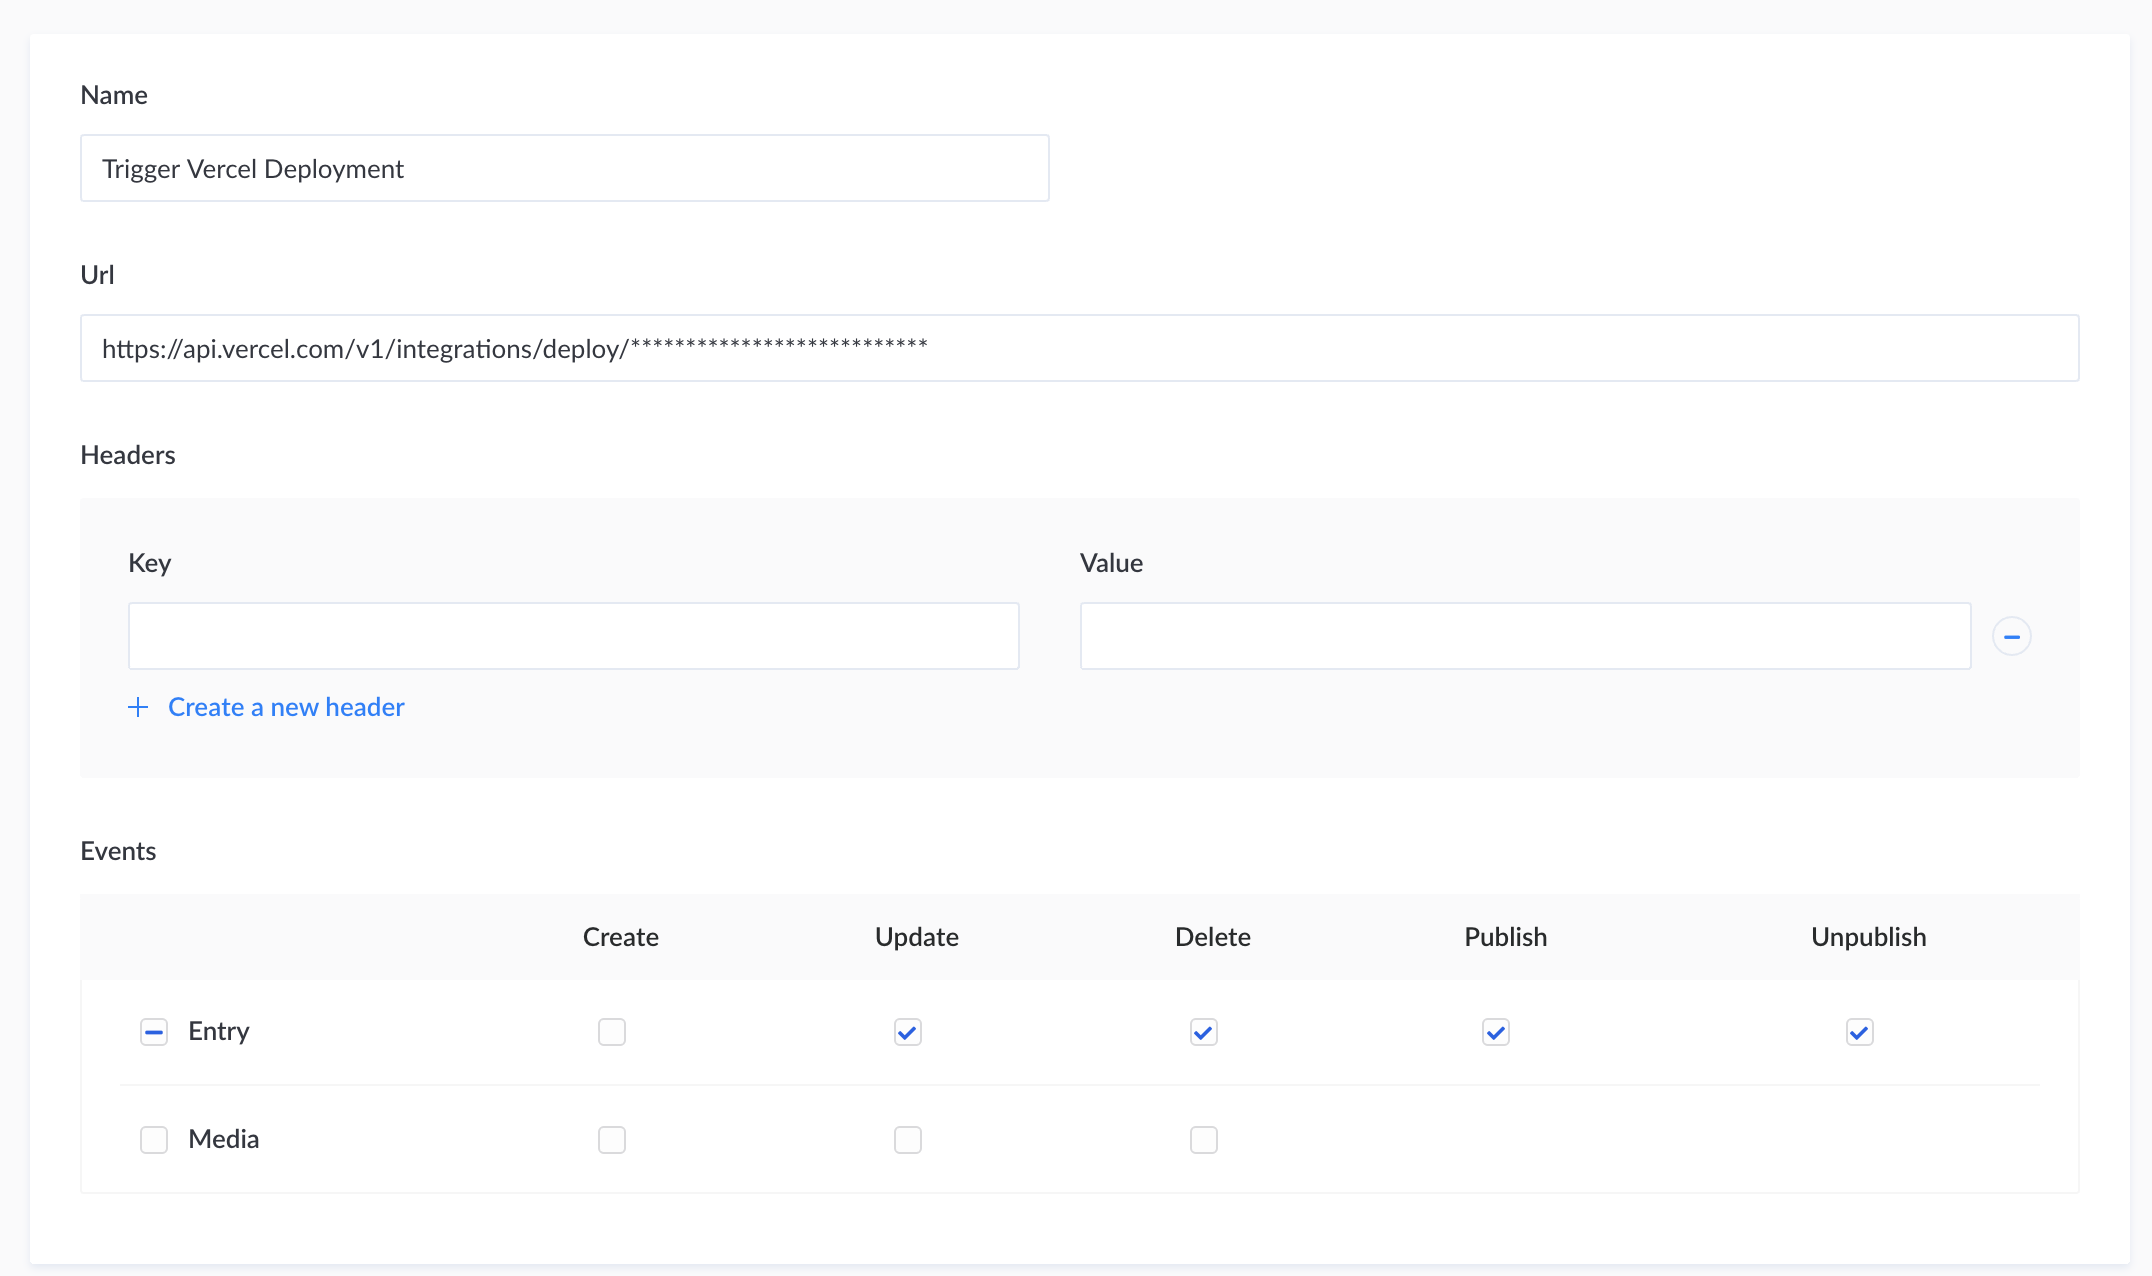 Name
Trigger Vercel Deployment
Url
https://api.vercel.com/v1/integrations/deploy/***************************
Headers
Key Value
Create a new header
Events
Create Update Delete Publish Unpublish
Entry
Media